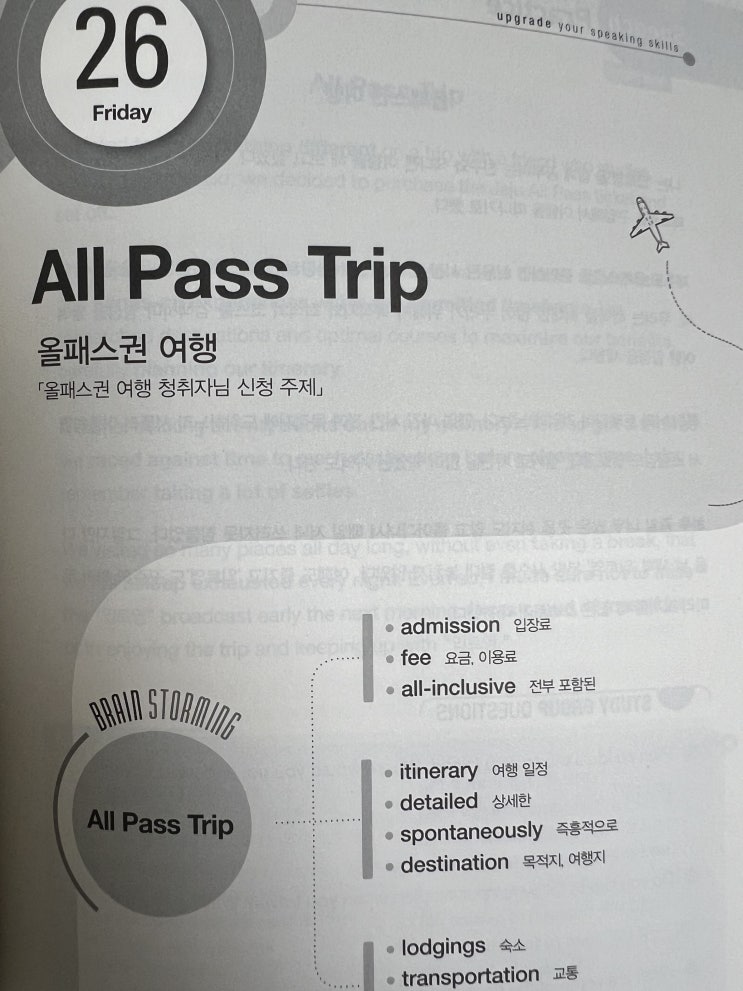 26
Friday
upgrade your speaking skills
All Pass Trip
올패스권 여행
「올패스권 여행 청취자님 신청 주제」
BRAIN STORMING
All Pass Trip
admission 입장료
fee 요금, 이용료
all-inclusive 전부 포함된
itinerary 여행 일정
detailed 상세한
spontaneously 즉흥적으로
destination 목적지, 여행지
lodgings 숙소
transportation 교통